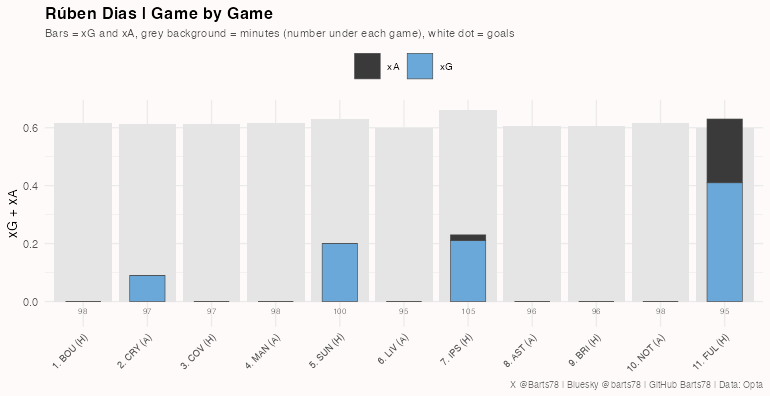 Rúben Dias I Game by Game
Bars = xG and xA, grey background = minutes (number under each game), white dot = goals
xA xG
xG + xA
0.6
0.4
0.2
0.0
98 97 97 98 100 95 105 96 96 98 95
1. BOU (H) 2. CRY (A) 3. COV (H) 4. MAN (A) 5. SUN (H) 6. LIV (A) 7. IPS (H) 8. AST (A) 9. BRI (H) 10. NOT (A) 11. FUL (H)
X @Barts78 I Bluesky @barts78 I GitHub Barts78 I Data: Opta